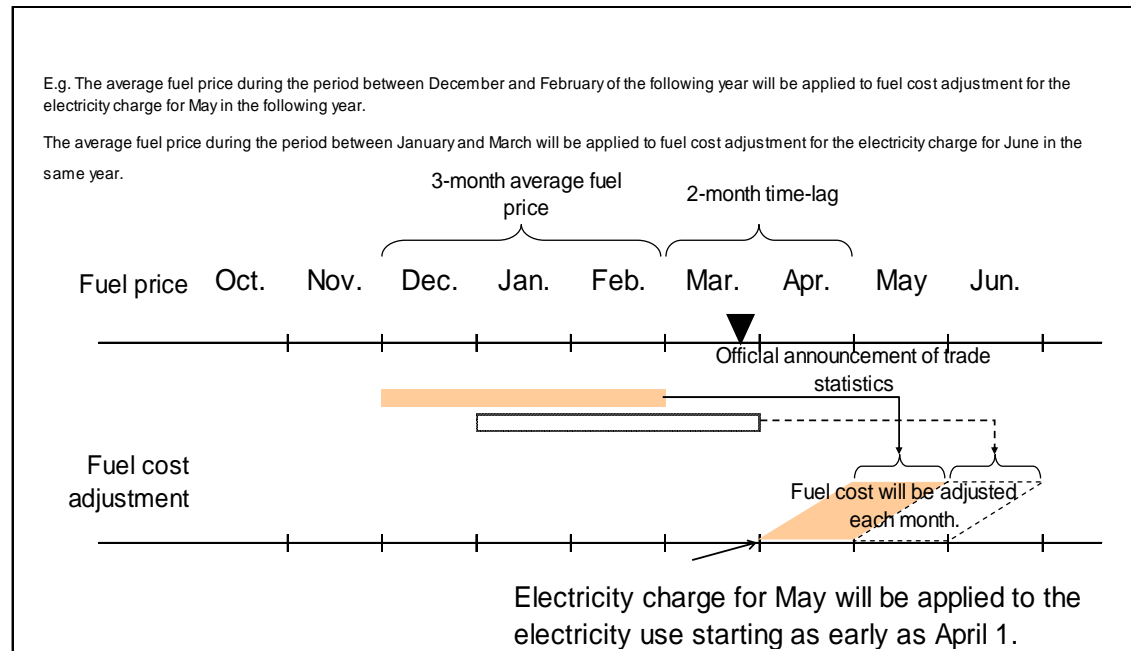 E.g. The average fuel price during the period between December and February of the following year will be applied to fuel cost adjustment for the
electricity charge for May in the following year.
The average fuel price during the period between January and March will be applied to fuel cost adjustment for the electricity charge for June in the
same year.
3-month average fuel
price
2-month time-lag
Fuel price Oct. Nov. Dec. Jan. Feb. Mar. Apr. May Jun.
Official announcement of trade
statistics
Fuel cost
adjustment
Fuel cost will be adjusted
each month.
Electricity charge for May will be applied to the
electricity use starting as early as April 1.